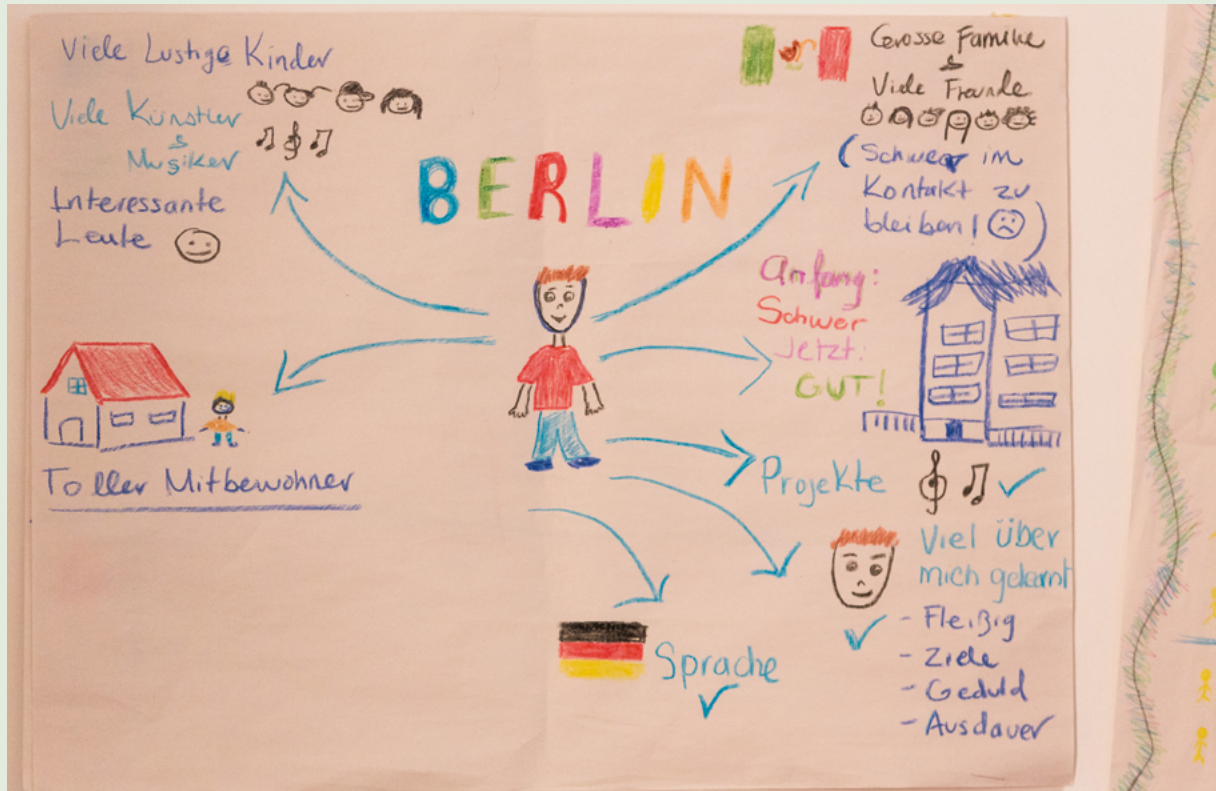 Viele Lustige Kinder
Viele Künstler
&
Musiker
Interessante
Leute
BERLIN
Grosse Familie
&
Viele Freunde
(Schwer im
Kontakt zu
bleiben!)
Anfang:
Schwer
Jetzt:
GUT!
Toller Mitbewohner
Projekte
Viel über
mich gelernt
- Fleißig
- Ziele
- Geduld
- Ausdauer
Sprache